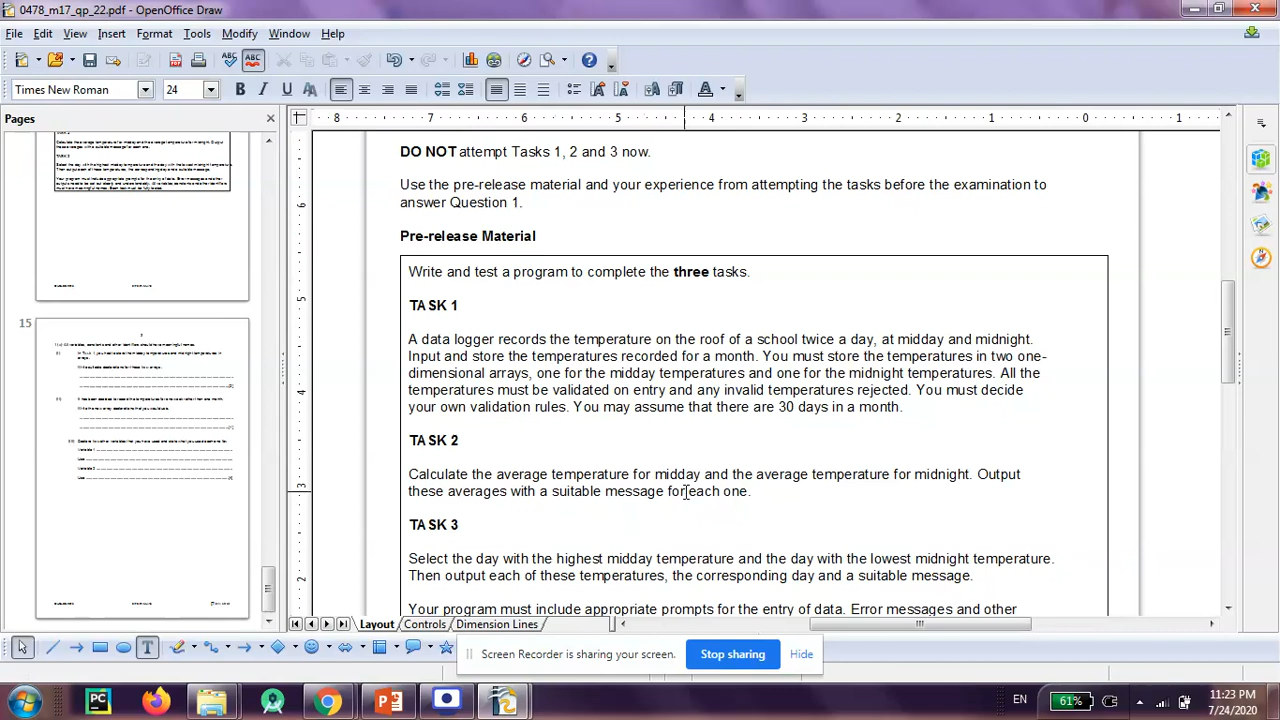 0478_m17_qp_22.pdf - OpenOffice Draw
File Edit View Insert Format Tools Modify Window Help
Times New Roman 24
Pages
8 7 6 5 4 3 2 1 0 1
15
DO NOT attempt Tasks 1, 2 and 3 now.
Use the pre-release material and your experience from attempting the tasks before the examination to
answer Question 1.
Pre-release Material
Write and test a program to complete the three tasks.
TASK 1
A data logger records the temperature on the roof of a school twice a day, at midday and midnight.
Input and store the temperatures recorded for a month. You must store the temperatures in two one-
dimensional arrays, one for the midday temperatures and one for the midnight temperatures. All the
temperatures must be validated on entry and any invalid temperatures rejected. You must decide
your own validation rules. You may assume that there are 30 days in a month.
TASK 2
Calculate the average temperature for midday and the average temperature for midnight. Output
these averages with a suitable message for each one.
TASK 3
Select the day with the highest midday temperature and the day with the lowest midnight temperature.
Then output each of these temperatures, the corresponding day and a suitable message.
Your program must include appropriate prompts for the entry of data. Error messages and other
Layout Controls Dimension Lines
Screen Recorder is sharing your screen. Stop sharing Hide
EN 61% 11:23 PM
7/24/2020